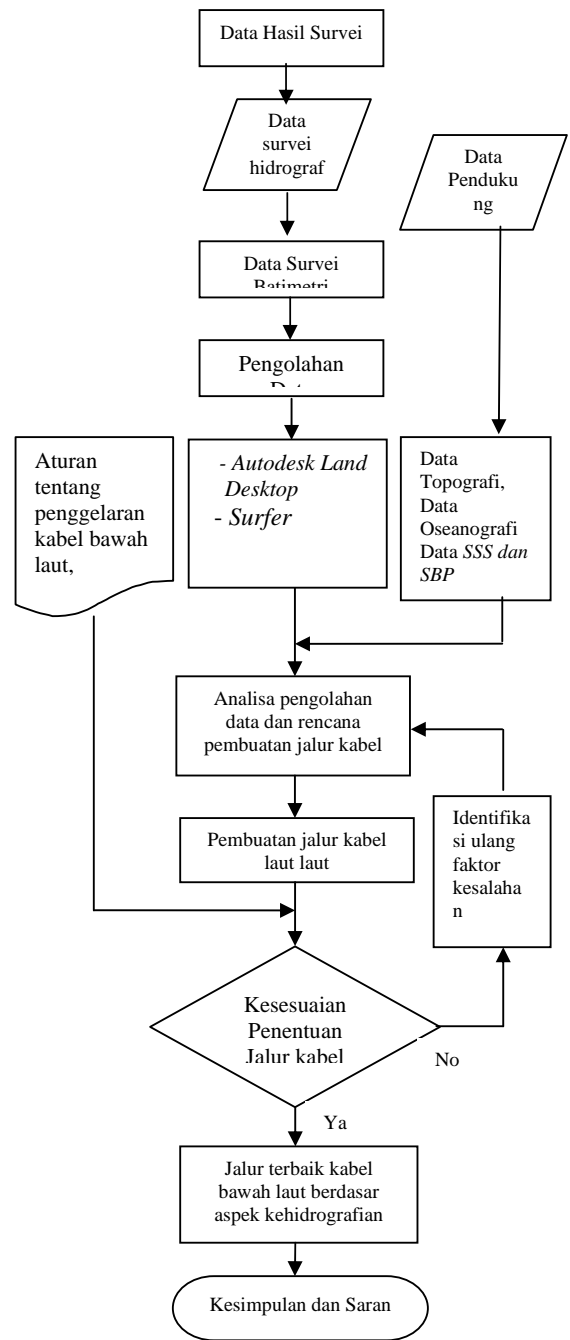 Data Hasil Survei
Data
survei
hidrograf
Data
Penduku
ng
Data Survei
Batimetri
Pengolahan
Aturan
tentang
penggelaran
kabel bawah
laut,
- Autodesk Land
Desktop
- Surfer
Data
Topografi,
Data
Oseanografi
Data SSS dan
SBP
Analisa pengolahan
data dan rencana
pembuatan jalur kabel
Pembuatan jalur kabel
laut laut
Identifika
si ulang
faktor
kesalaha
n
Kesesuaian
Penentuan
Jalur kabel
No
Ya
Jalur terbaik kabel
bawah laut berdasar
aspek kehidrografian
Kesimpulan dan Saran